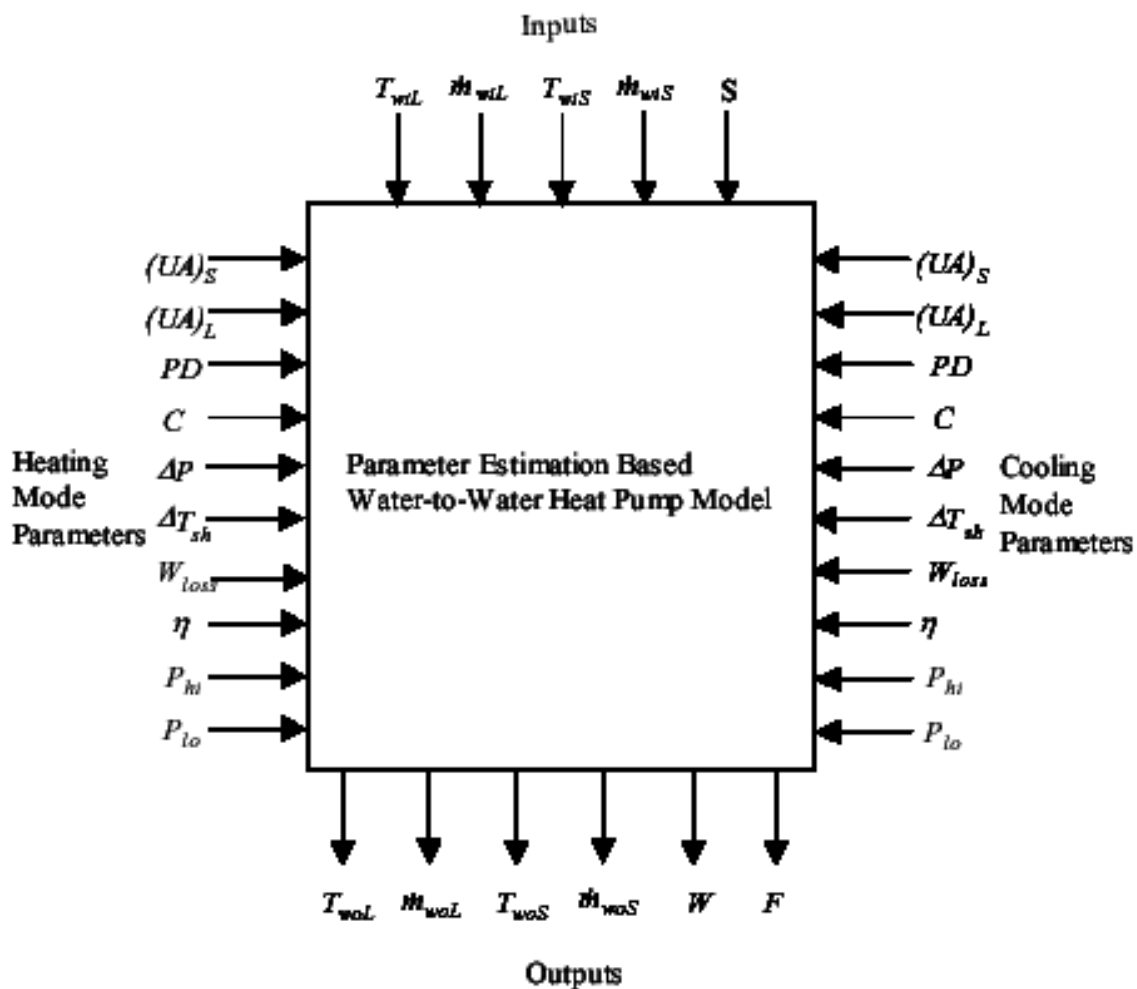 Inputs
T_wiL ṁ_wiL T_wiS ṁ_wiS S
(UA)_S (UA)_S
(UA)_L (UA)_L
PD PD
C C
Heating Mode Parameters
ΔP ΔP
Parameter Estimation Based
Water-to-Water Heat Pump Model
Cooling Mode Parameters
ΔT_sh ΔT_sh
W_loss W_loss
η η
P_hi P_hi
P_lo P_lo
T_woL ṁ_woL T_woS ṁ_woS W F
Outputs